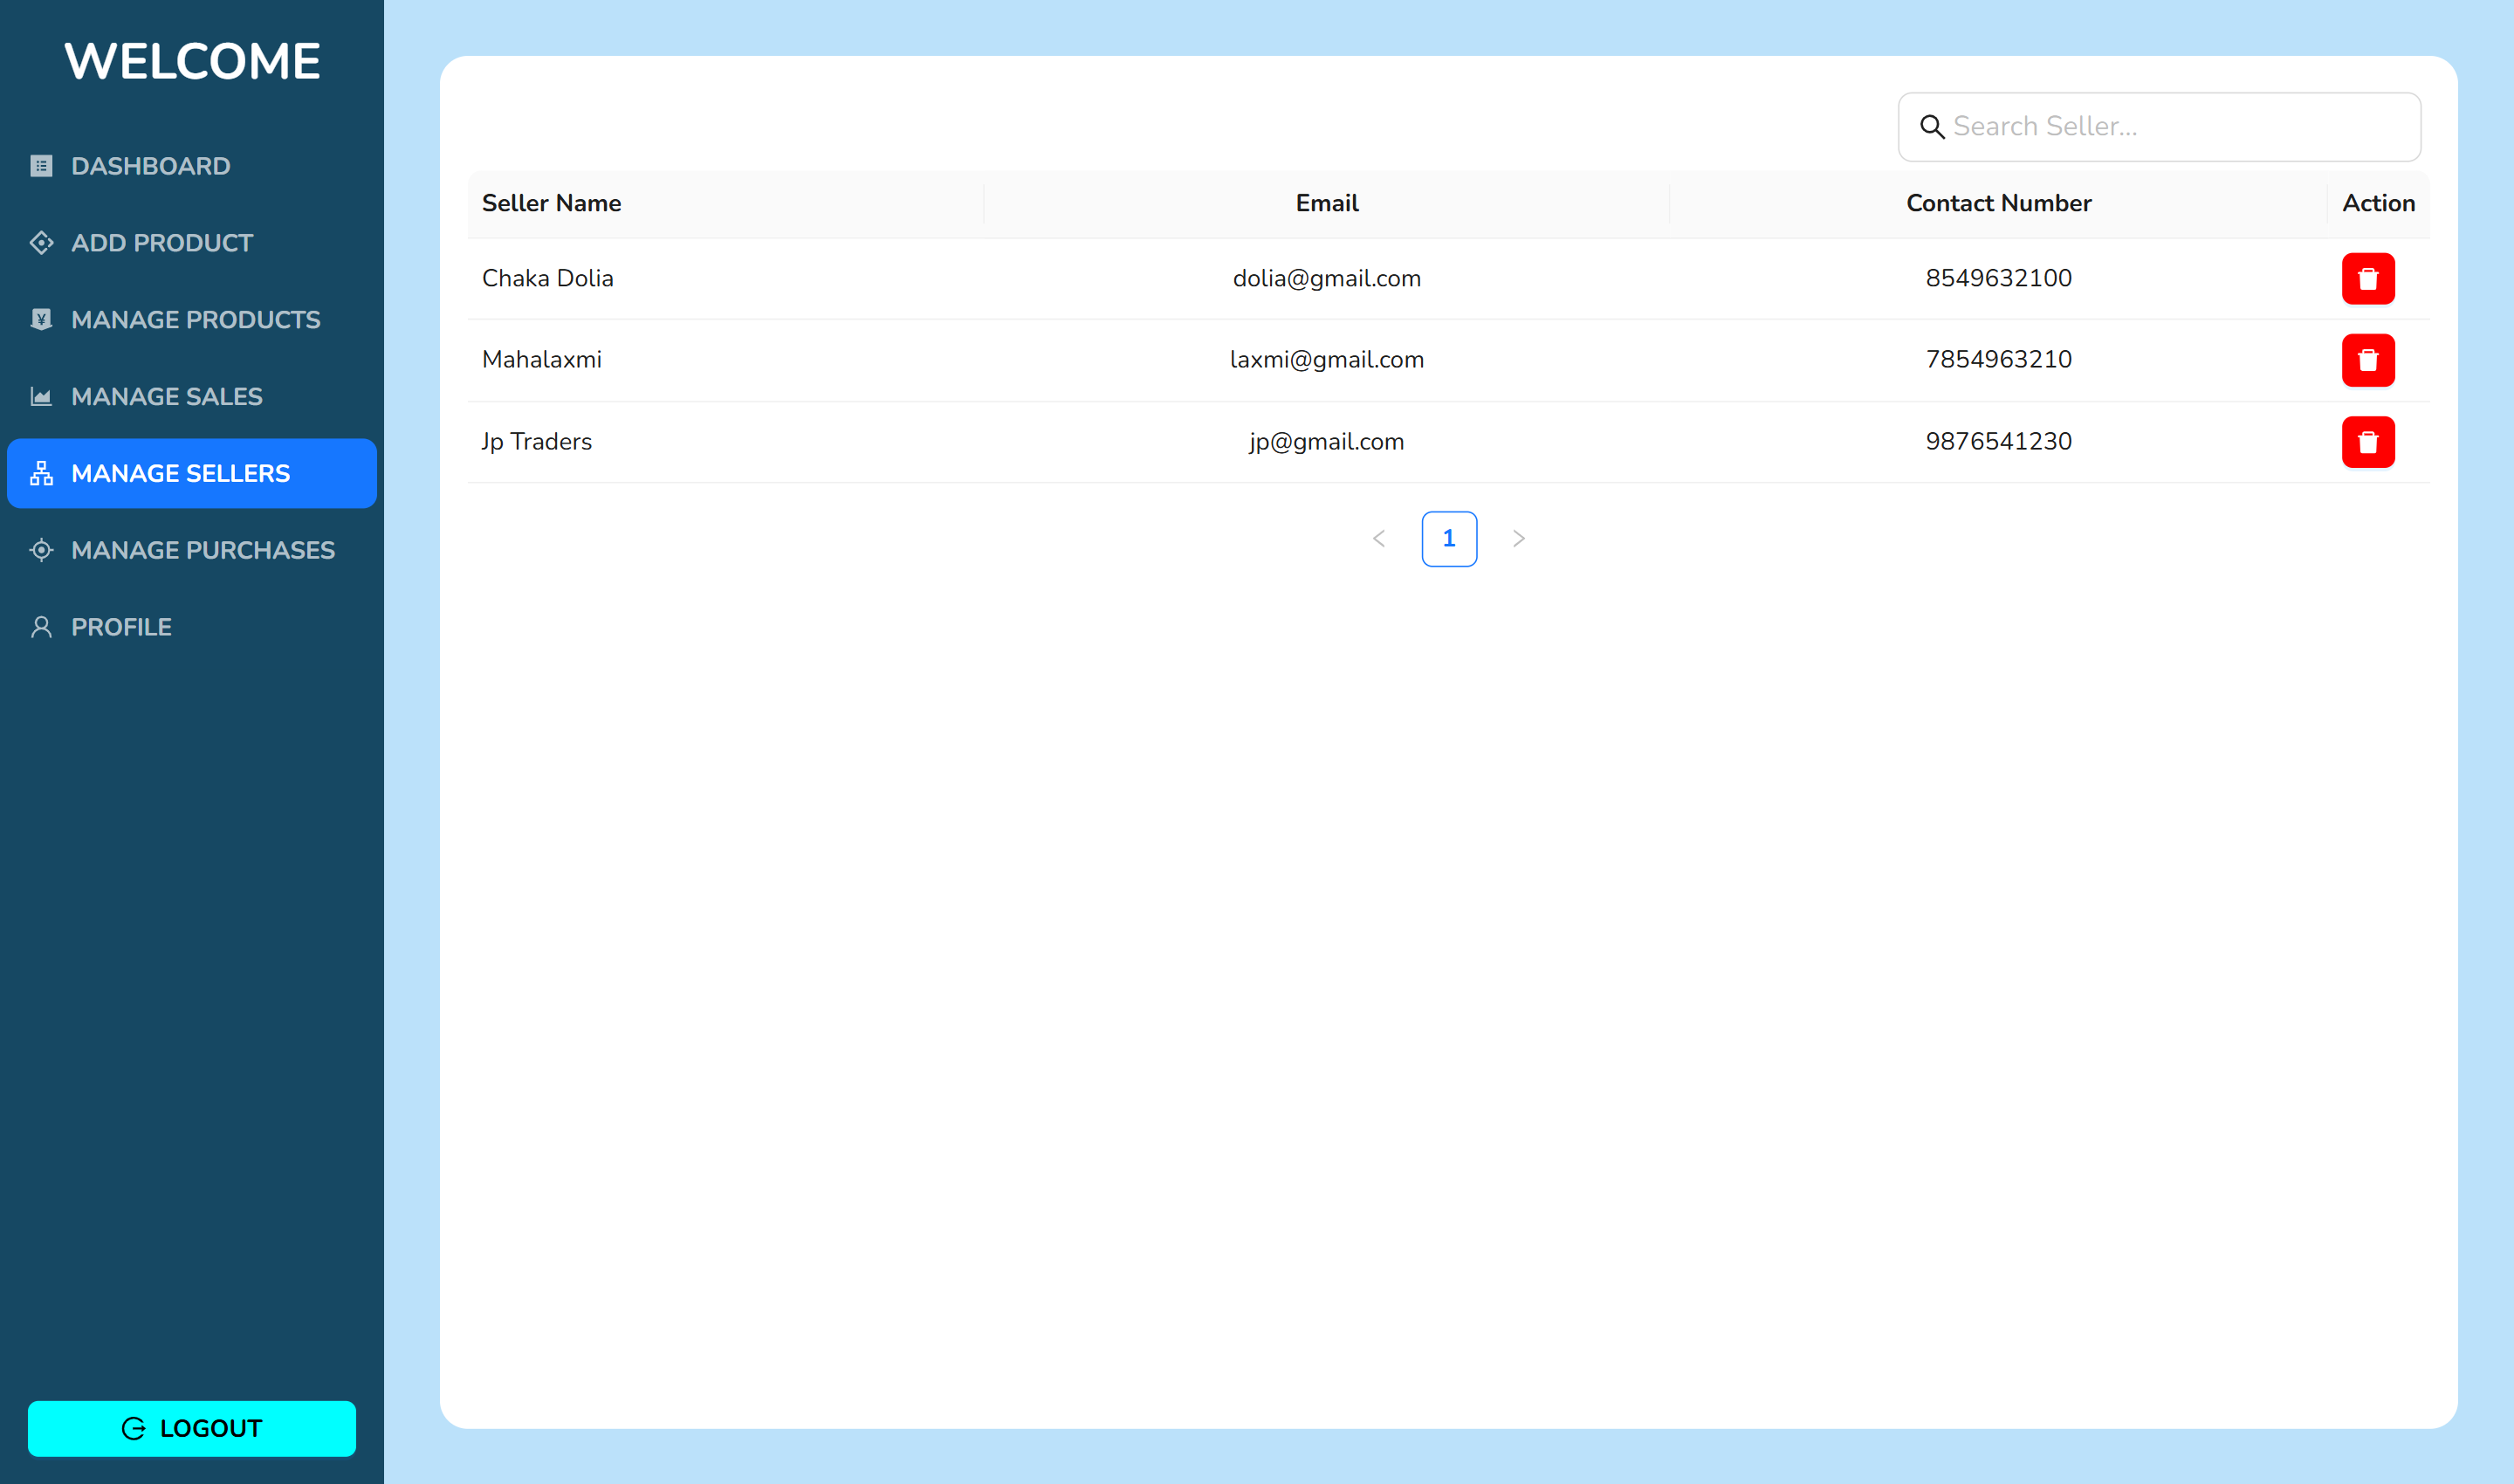 WELCOME
DASHBOARD
ADD PRODUCT
MANAGE PRODUCTS
MANAGE SALES
MANAGE SELLERS
MANAGE PURCHASES
PROFILE
LOGOUT
Search Seller...
Seller Name Email Contact Number Action
Chaka Dolia dolia@gmail.com 8549632100
Mahalaxmi laxmi@gmail.com 7854963210
Jp Traders jp@gmail.com 9876541230
1